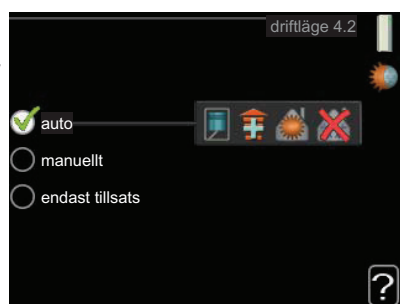 driftläge 4.2
auto
manuellt
endast tillsats
?